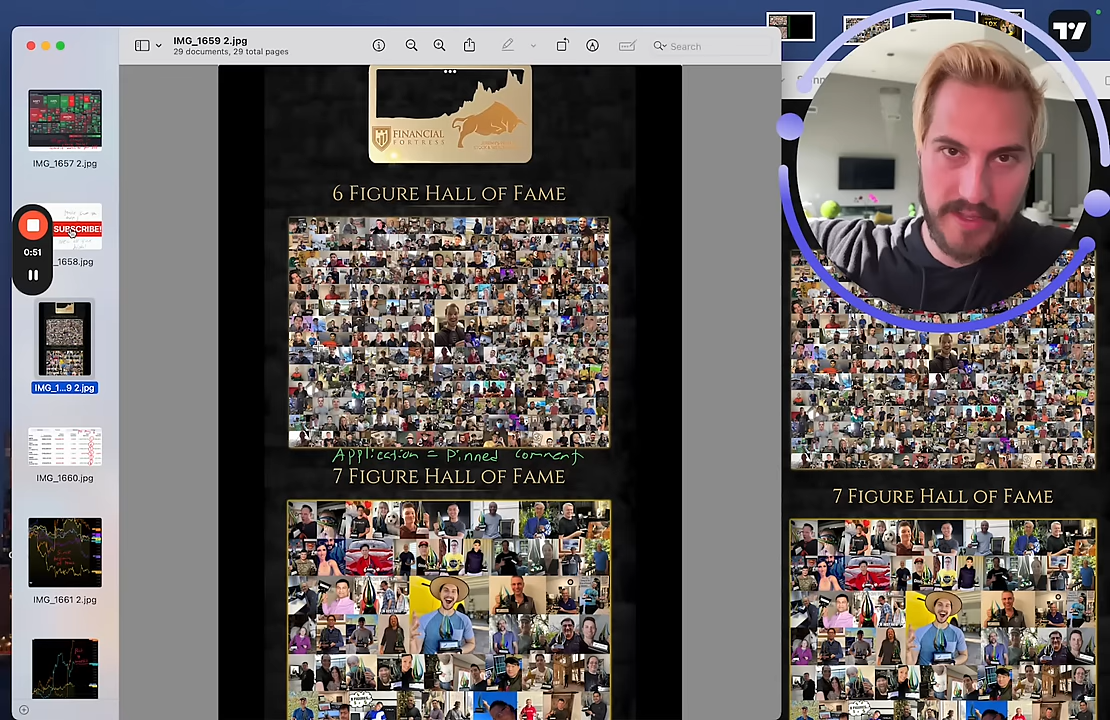 IMG_1659 2.jpg
29 documents, 29 total pages
Search
IMG_1657 2.jpg
SUBSCRIBE!
0:51
_1658.jpg
IMG_1...9 2.jpg
IMG_1660.jpg
IMG_1661 2.jpg
FINANCIAL
FORTRESS
6 FIGURE HALL OF FAME
Application = Pinned comment
7 FIGURE HALL OF FAME
7 FIGURE HALL OF FAME